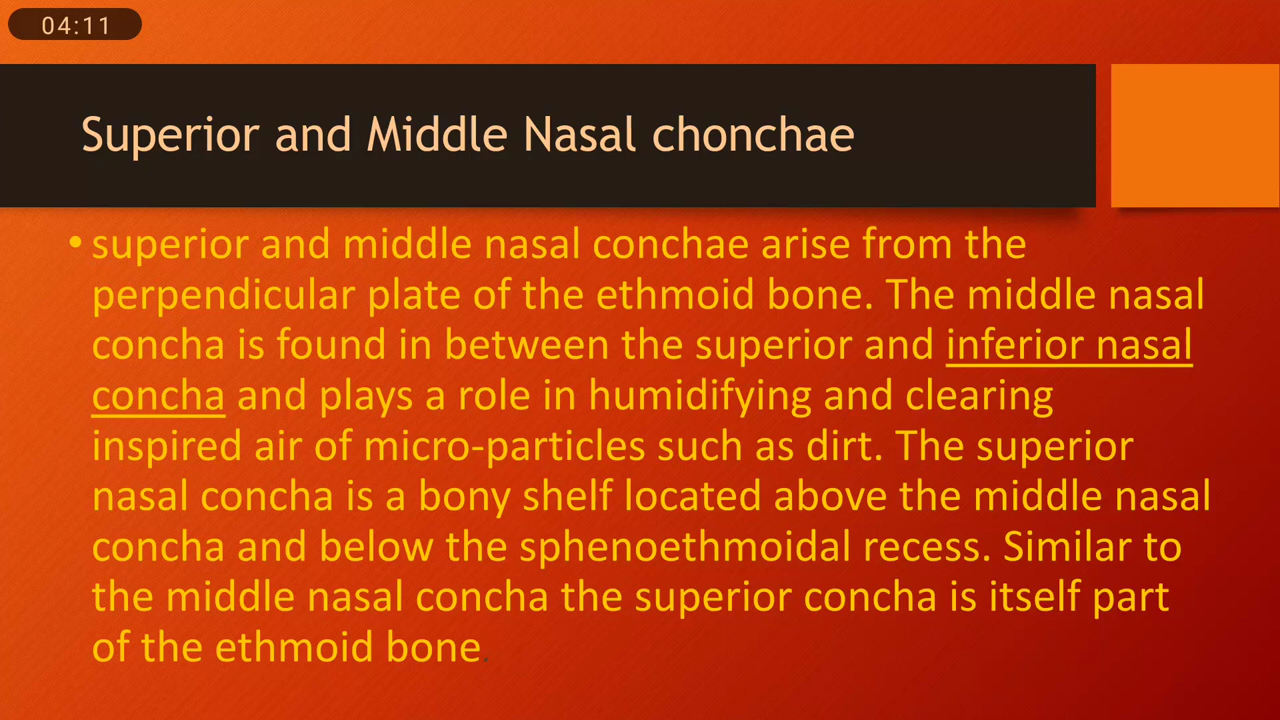 04:11
Superior and Middle Nasal chonchae
• superior and middle nasal conchae arise from the
perpendicular plate of the ethmoid bone. The middle nasal
concha is found in between the superior and inferior nasal
concha and plays a role in humidifying and clearing
inspired air of micro-particles such as dirt. The superior
nasal concha is a bony shelf located above the middle nasal
concha and below the sphenoethmoidal recess. Similar to
the middle nasal concha the superior concha is itself part
of the ethmoid bone.